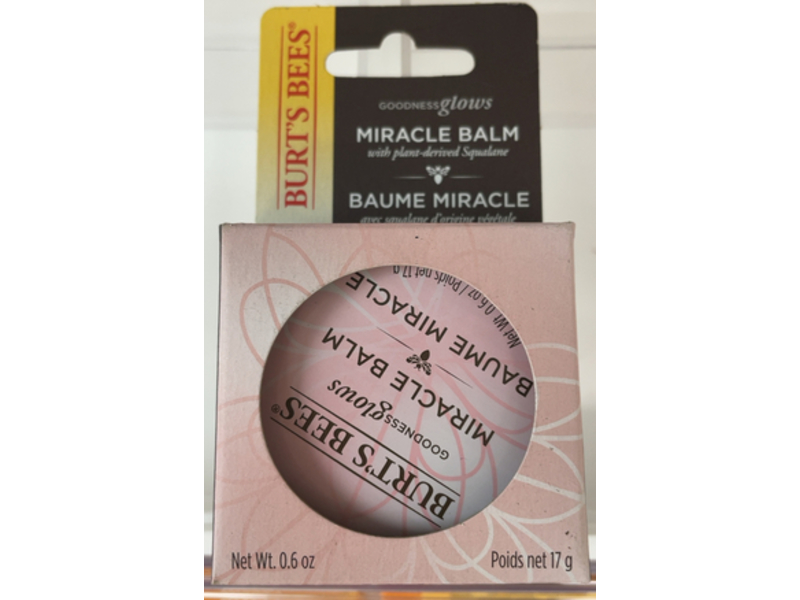 BURT'S BEES®
GOODNESSglows
MIRACLE BALM
with plant-derived Squalane
BAUME MIRACLE
avec squalane d'origine végétale
BURT'S BEES®
GOODNESSglows
MIRACLE BALM
BAUME MIRACLE
Net Wt. 0.6 oz / Poids net 17 g
Net Wt. 0.6 oz
Poids net 17 g